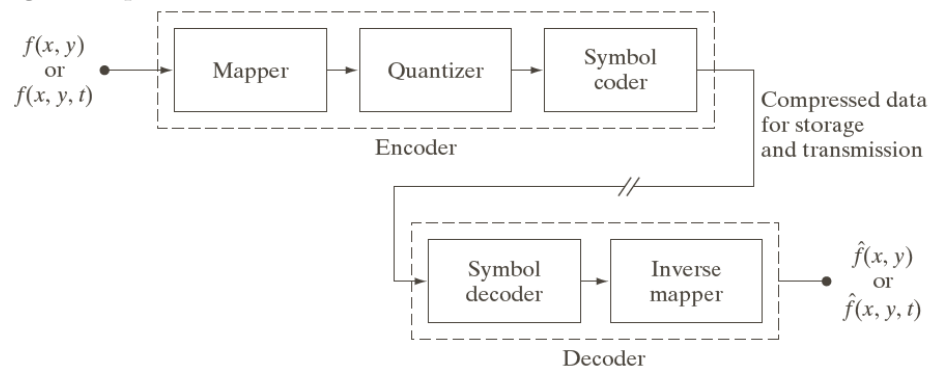 f(x, y)
or
f(x, y, t)
Mapper
Quantizer
Symbol
coder
Encoder
Compressed data
for storage
and transmission
Symbol
decoder
Inverse
mapper
Decoder
f̂(x, y)
or
f̂(x, y, t)